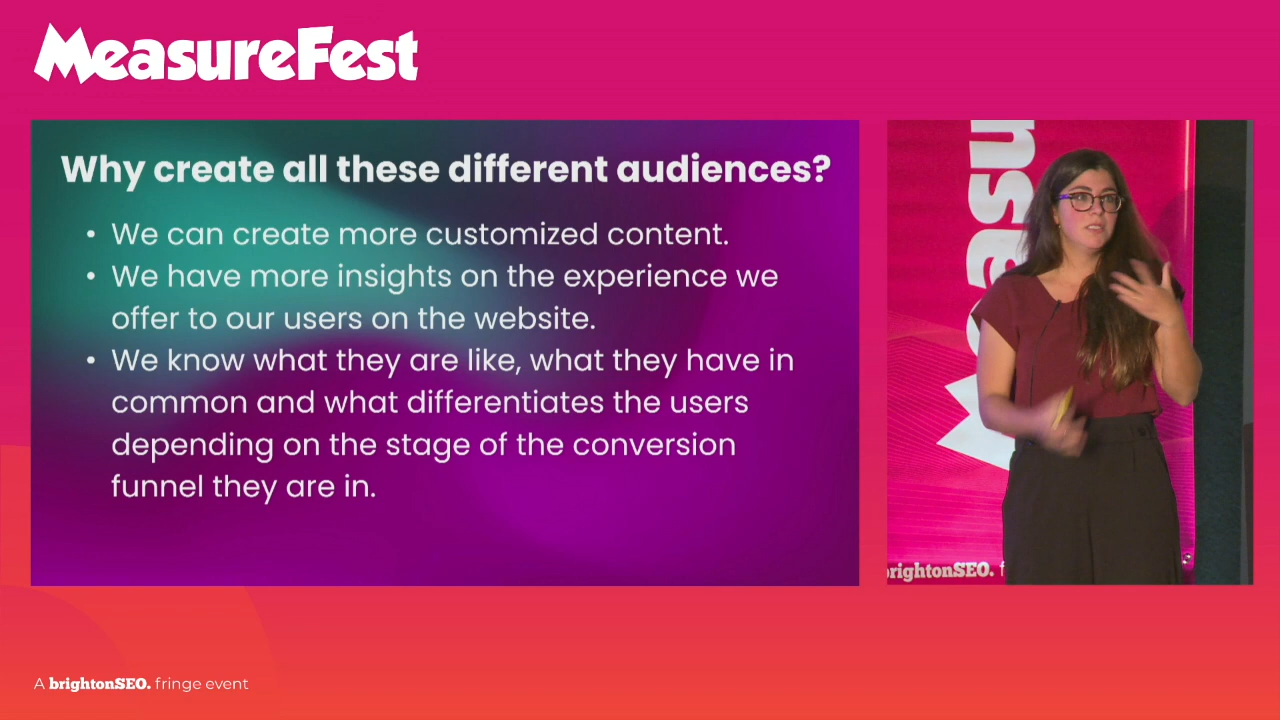 MeasureFest
Why create all these different audiences?
• We can create more customized content.
• We have more insights on the experience we
offer to our users on the website.
• We know what they are like, what they have in
common and what differentiates the users
depending on the stage of the conversion
funnel they are in.
Measu
brightonSEO. f
A brightonSEO. fringe event